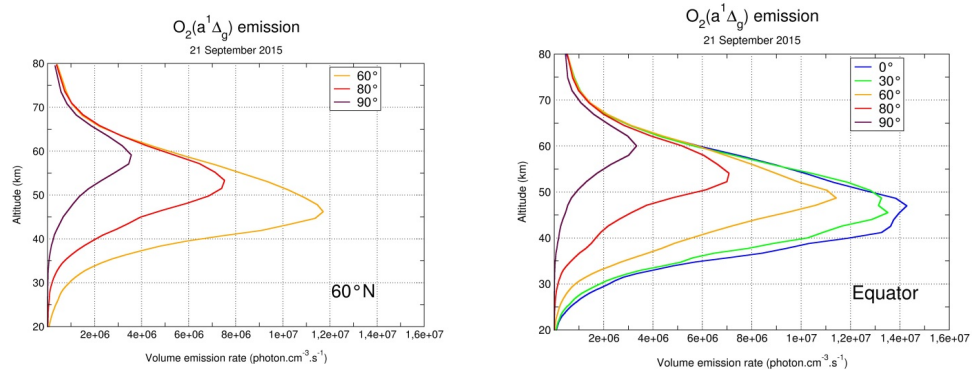 O₂(a¹Δg) emission
21 September 2015
80
70
60
50
40
30
20
Altitude (km)
60°
80°
90°
60°N
2e+06 4e+06 6e+06 8e+06 1e+07 1,2e+07 1,4e+07 1,6e+07
Volume emission rate (photon.cm⁻³.s⁻¹)
O₂(a¹Δg) emission
21 September 2015
80
70
60
50
40
30
20
Altitude (km)
0°
30°
60°
80°
90°
Equator
2e+06 4e+06 6e+06 8e+06 1e+07 1,2e+07 1,4e+07 1,6e+07
Volume emission rate (photon.cm⁻³.s⁻¹)